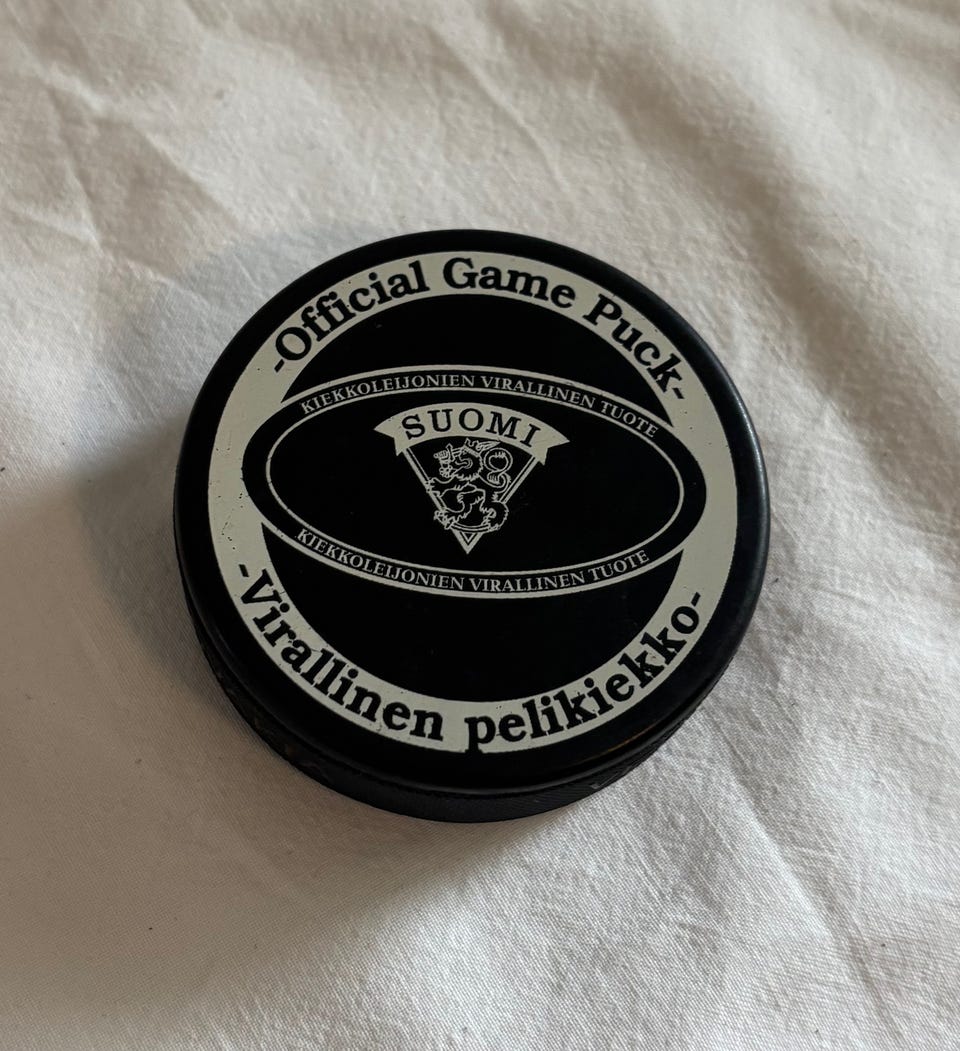 -Official Game Puck-
KIEKKOLEIJONIEN VIRALLINEN TUOTE
SUOMI
KIEKKOLEIJONIEN VIRALLINEN TUOTE
-Virallinen pelikiekko-